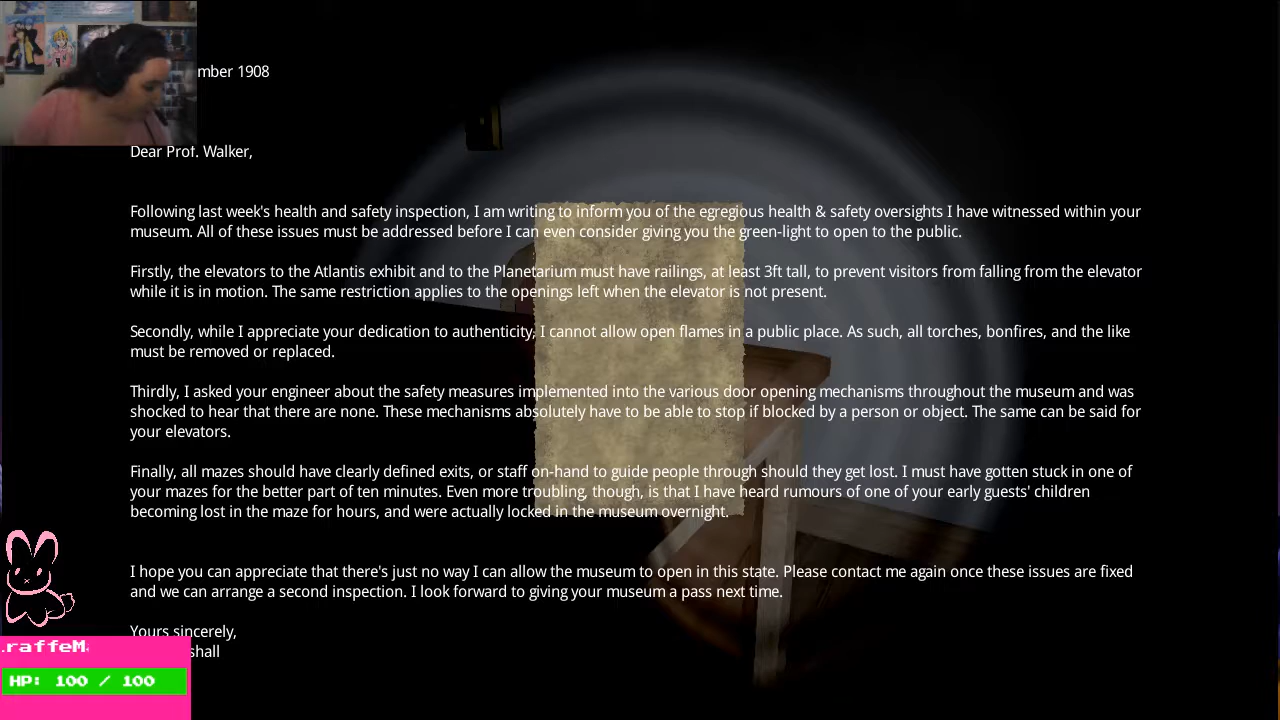 mber 1908
Dear Prof. Walker,
Following last week's health and safety inspection, I am writing to inform you of the egregious health & safety oversights I have witnessed within your
museum. All of these issues must be addressed before I can even consider giving you the green-light to open to the public.
Firstly, the elevators to the Atlantis exhibit and to the Planetarium must have railings, at least 3ft tall, to prevent visitors from falling from the elevator
while it is in motion. The same restriction applies to the openings left when the elevator is not present.
Secondly, while I appreciate your dedication to authenticity, I cannot allow open flames in a public place. As such, all torches, bonfires, and the like
must be removed or replaced.
Thirdly, I asked your engineer about the safety measures implemented into the various door opening mechanisms throughout the museum and was
shocked to hear that there are none. These mechanisms absolutely have to be able to stop if blocked by a person or object. The same can be said for
your elevators.
Finally, all mazes should have clearly defined exits, or staff on-hand to guide people through should they get lost. I must have gotten stuck in one of
your mazes for the better part of ten minutes. Even more troubling, though, is that I have heard rumours of one of your early guests' children
becoming lost in the maze for hours, and were actually locked in the museum overnight.
I hope you can appreciate that there's just no way I can allow the museum to open in this state. Please contact me again once these issues are fixed
and we can arrange a second inspection. I look forward to giving your museum a pass next time.
Yours sincerely,
shall
raffeM
HP: 100 / 100